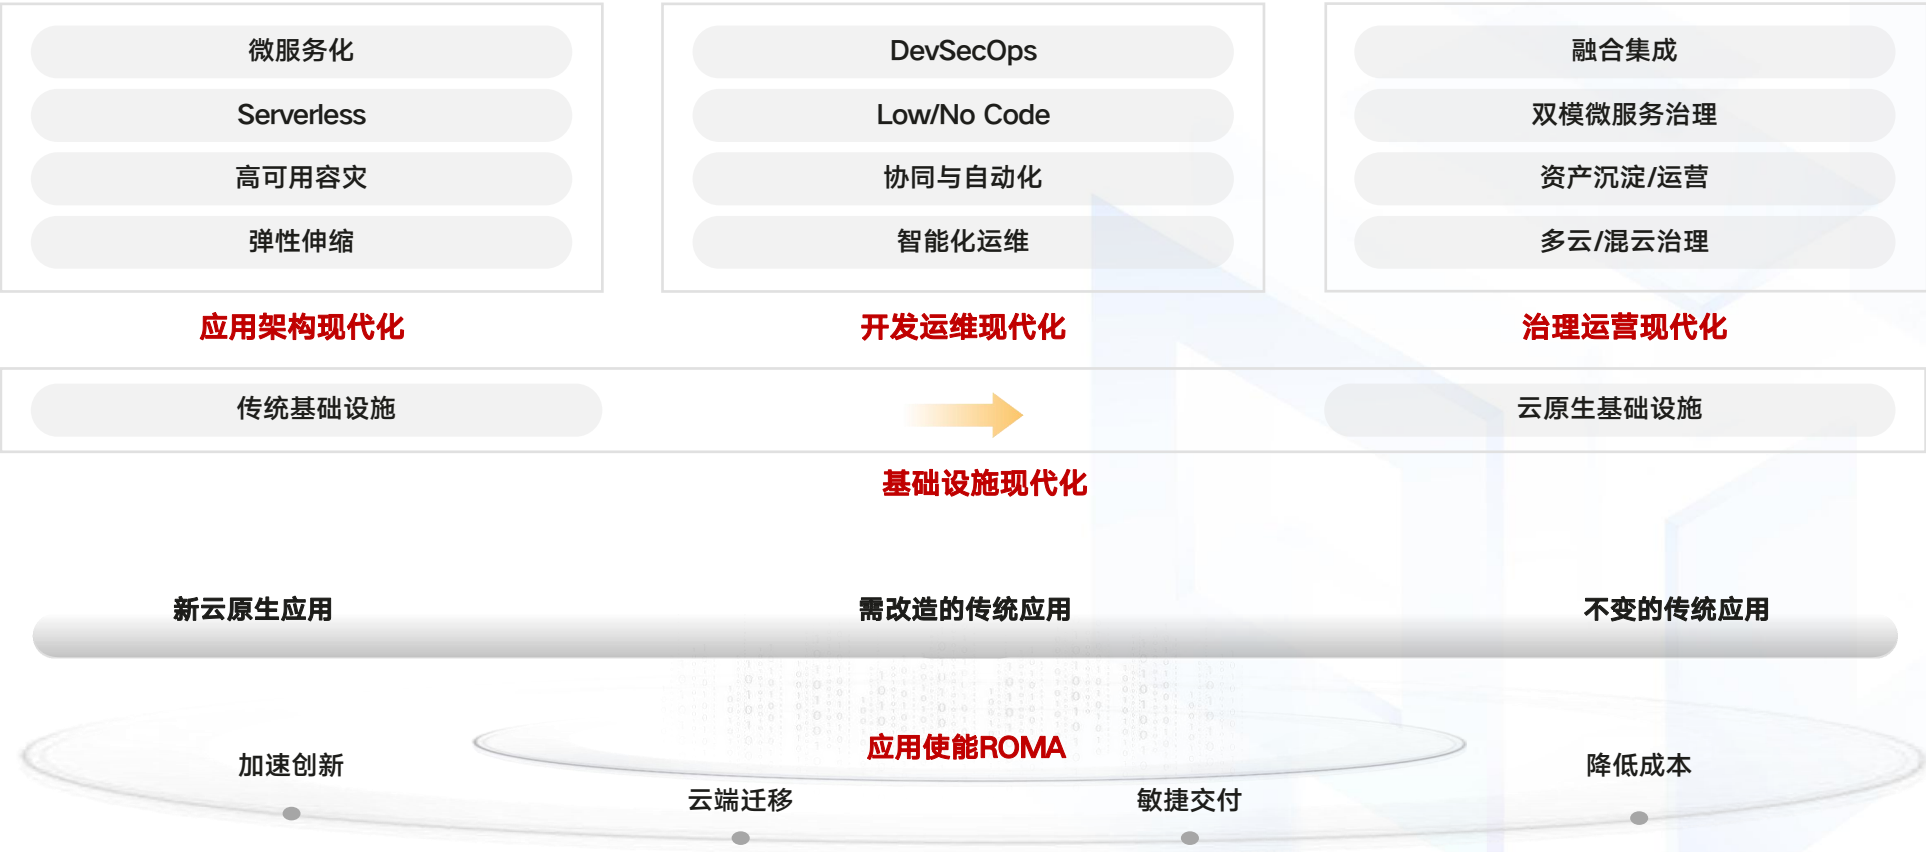 微服务化
Serverless
高可用容灾
弹性伸缩
应用架构现代化
DevSecOps
Low/No Code
协同与自动化
智能化运维
开发运维现代化
融合集成
双模微服务治理
资产沉淀/运营
多云/混云治理
治理运营现代化
传统基础设施
云原生基础设施
基础设施现代化
新云原生应用
需改造的传统应用
不变的传统应用
应用使能ROMA
加速创新
云端迁移
敏捷交付
降低成本